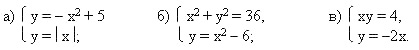 а) { y = – x² + 5    б) { x² + y² = 36,    в) { xy = 4,
y = | x |;    y = x² – 6;    y = –2x.